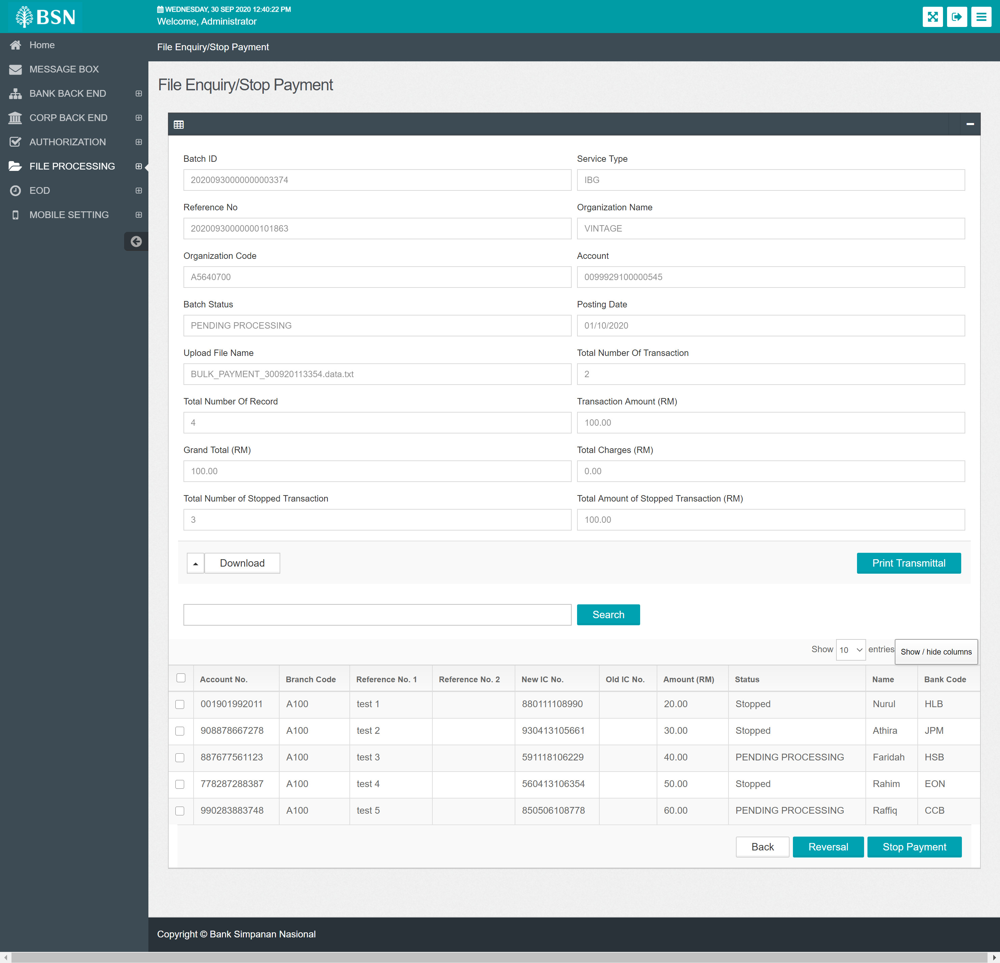 BSN
WEDNESDAY, 30 SEP 2020 12:40:22 PM
Welcome, Administrator
Home
MESSAGE BOX
BANK BACK END
CORP BACK END
AUTHORIZATION
FILE PROCESSING
EOD
MOBILE SETTING
File Enquiry/Stop Payment
File Enquiry/Stop Payment
Batch ID Service Type
20200930000000003374 IBG
Reference No Organization Name
20200930000000101863 VINTAGE
Organization Code Account
A5640700 0099929100000545
Batch Status Posting Date
PENDING PROCESSING 01/10/2020
Upload File Name Total Number Of Transaction
BULK_PAYMENT_300920113354.data.txt 2
Total Number Of Record Transaction Amount (RM)
4 100.00
Grand Total (RM) Total Charges (RM)
100.00 0.00
Total Number of Stopped Transaction Total Amount of Stopped Transaction (RM)
3 100.00
Download Print Transmittal
Search
Show 10 entries Show / hide columns
Account No. Branch Code Reference No. 1 Reference No. 2 New IC No. Old IC No. Amount (RM) Status Name Bank Code
001901992011 A100 test 1 880111108990 20.00 Stopped Nurul HLB
908878667278 A100 test 2 930413105661 30.00 Stopped Athira JPM
887677561123 A100 test 3 591118106229 40.00 PENDING PROCESSING Faridah HSB
778287288387 A100 test 4 560413106354 50.00 Stopped Rahim EON
990283883748 A100 test 5 850506108778 60.00 PENDING PROCESSING Raffiq CCB
Back Reversal Stop Payment
Copyright © Bank Simpanan Nasional